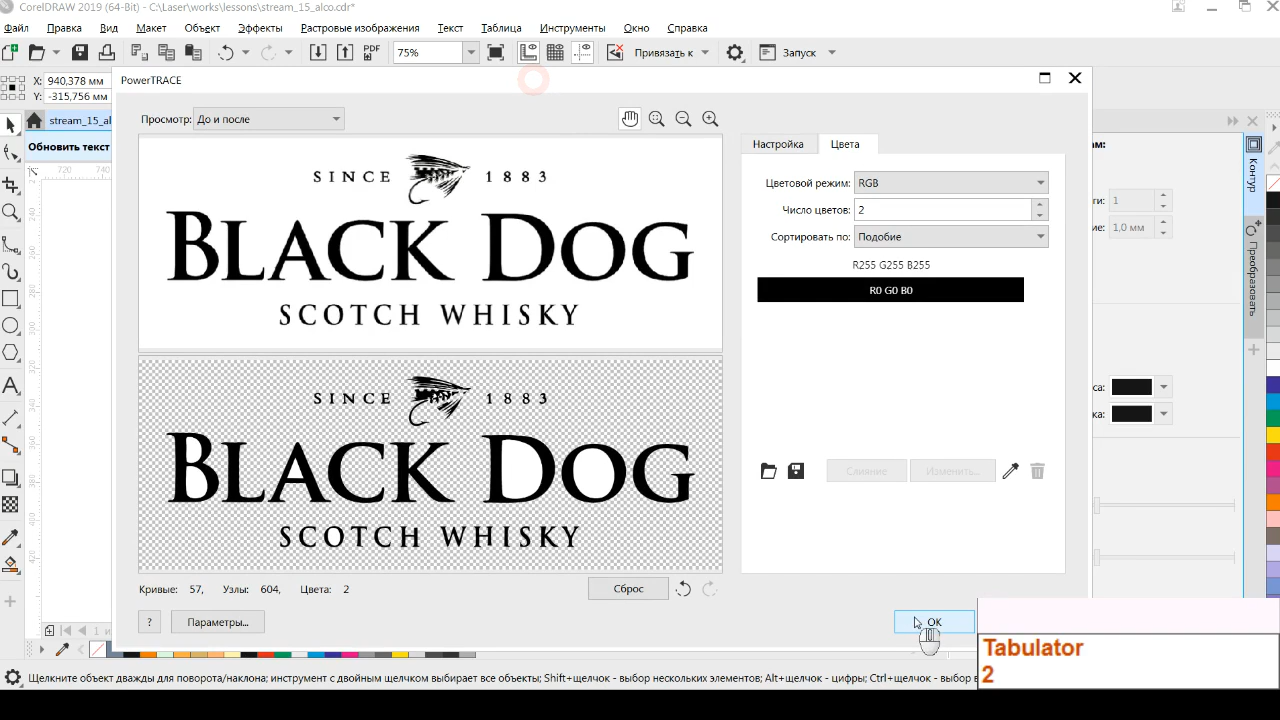 CorelDRAW 2019 (64-Bit) - C:\Laser\works\lessons\stream_15_alco.cdr*
Файл Правка Вид Макет Объект Эффекты Растровые изображения Текст Таблица Инструменты Окно Справка
PDF 75% Привязать к Запуск
X: 940,378 мм
Y: -315,756 мм
PowerTRACE
stream_15_al
Обновить текст
720 740
Просмотр: До и после
SINCE 1883
BLACK DOG
SCOTCH WHISKY
SINCE 1883
BLACK DOG
SCOTCH WHISKY
Кривые: 57, Узлы: 604, Цвета: 2
Сброс
? Параметры...
OK
Настройка Цвета
Цветовой режим: RGB
Число цветов: 2
Сортировать по: Подобие
R255 G255 B255
R0 G0 B0
Слияние Изменить...
ам:
ги: 1
ие: 1,0 мм
са:
ка:
Контур
Преобразовать
1 и
Tabulator
2
Щелкните объект дважды для поворота/наклона; инструмент с двойным щелчком выбирает все объекты; Shift+щелчок - выбор нескольких элементов; Alt+щелчок - цифры; Ctrl+щелчок - выбор в